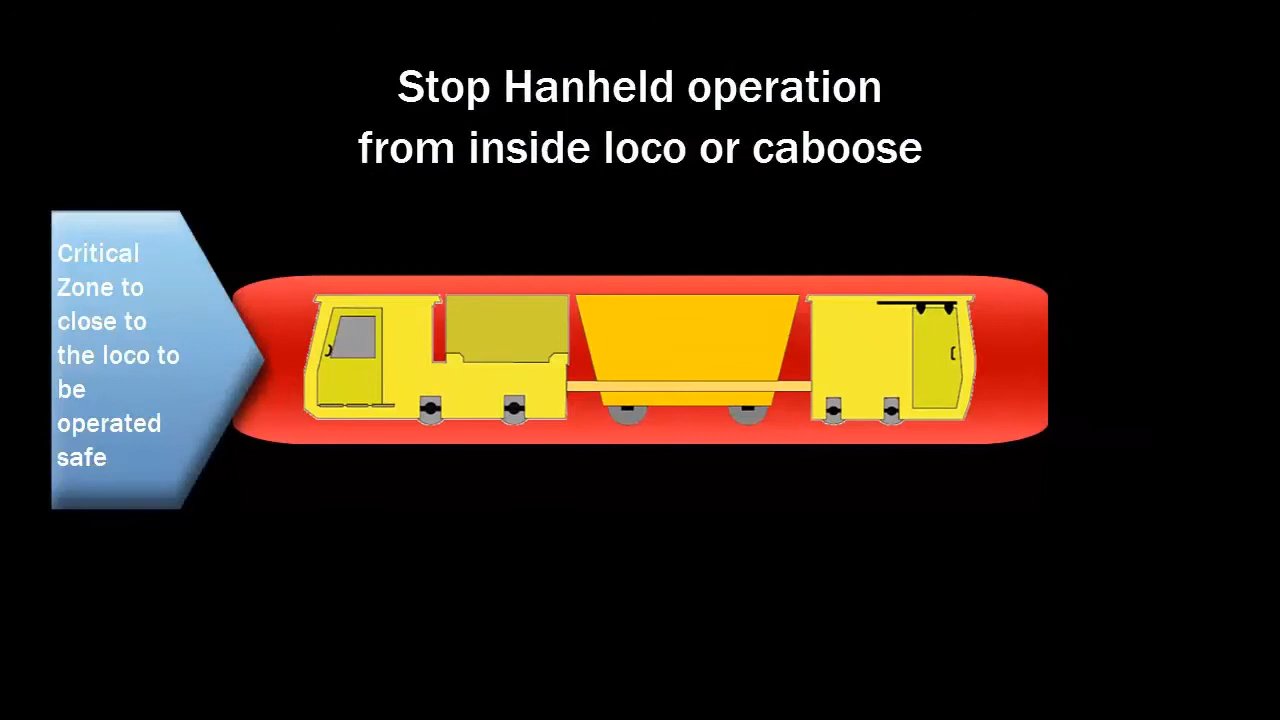 Stop Hanheld operation
from inside loco or caboose
Critical
Zone to
close to
the loco to
be
operated
safe